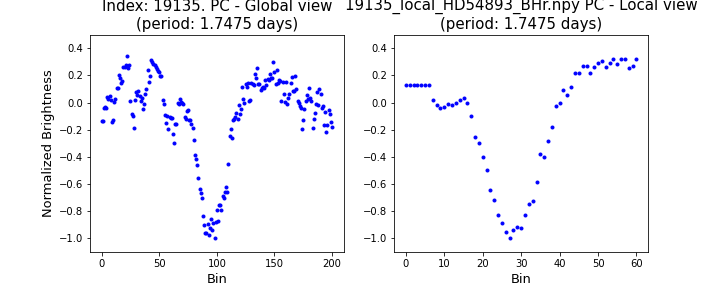 Index: 19135. PC - Global view
(period: 1.7475 days)
19135_local_HD54893_BHr.npy PC - Local view
(period: 1.7475 days)
Normalized Brightness
0.4
0.2
0.0
−0.2
−0.4
−0.6
−0.8
−1.0
0 50 100 150 200
Bin
0.4
0.2
0.0
−0.2
−0.4
−0.6
−0.8
−1.0
0 10 20 30 40 50 60
Bin